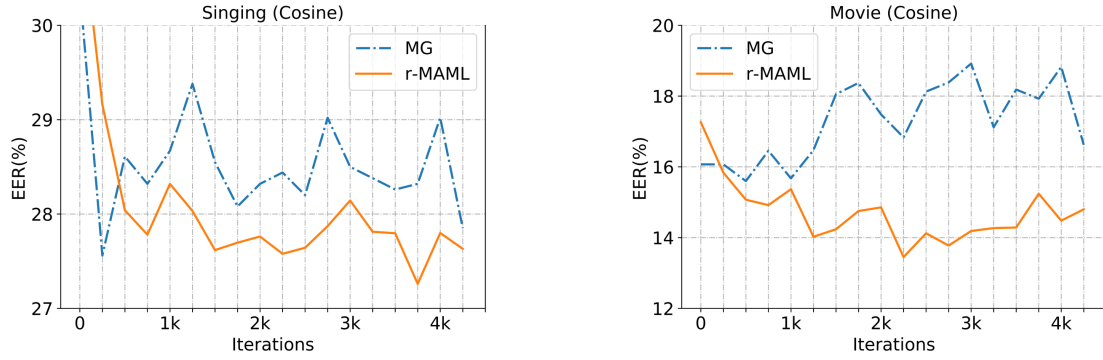 Singing (Cosine)
EER(%)
30
29
28
27
MG
r-MAML
0 1k 2k 3k 4k
Iterations
Movie (Cosine)
EER(%)
20
18
16
14
12
MG
r-MAML
0 1k 2k 3k 4k
Iterations